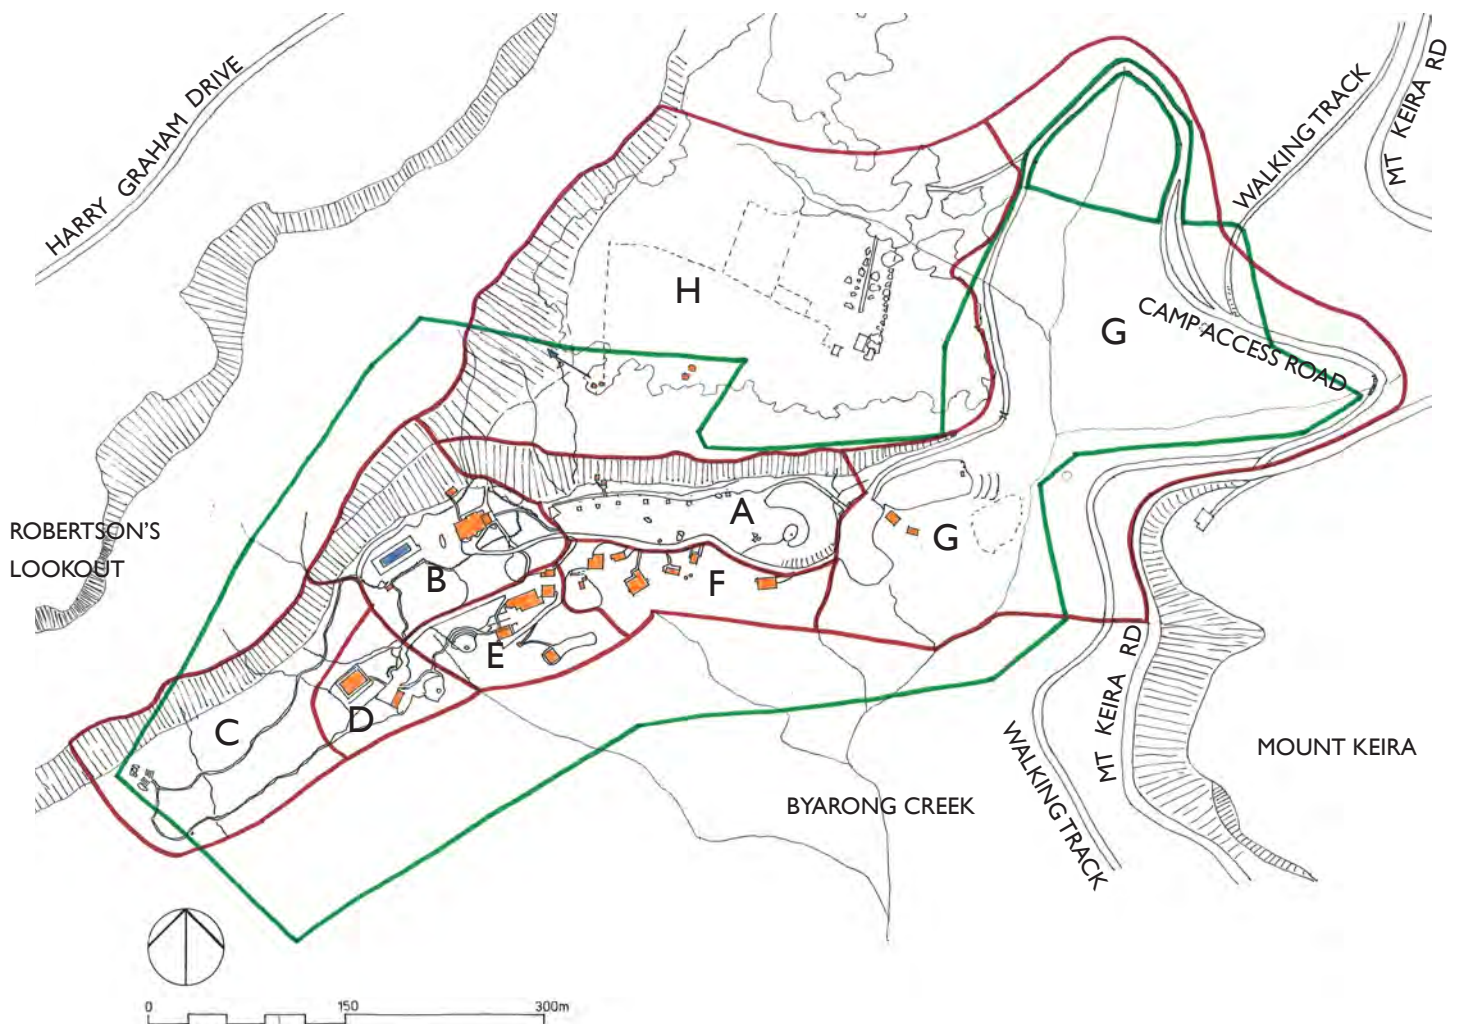 HARRY GRAHAM DRIVE
WALKING TRACK
MT KEIRA RD
H
CAMP ACCESS ROAD
G
A
ROBERTSON'S
LOOKOUT
B
G
F
E
C
D
MT KEIRA RD
WALKING TRACK
MOUNT KEIRA
BYARONG CREEK
0 150 300m